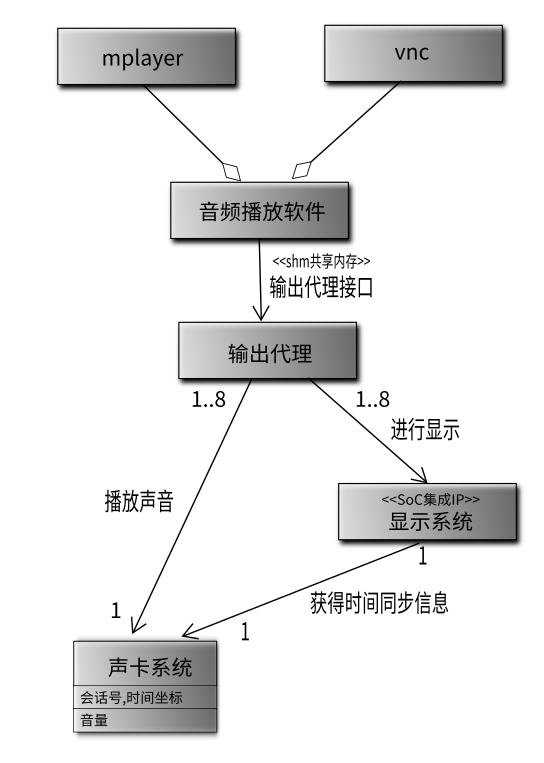 mplayer
vnc
音频播放软件
<<shm共享内存>>
输出代理接口
输出代理
1..8
1..8
进行显示
<<SoC集成IP>>
显示系统
播放声音
1
获得时间同步信息
1
1
声卡系统
会话号,时间坐标
音量